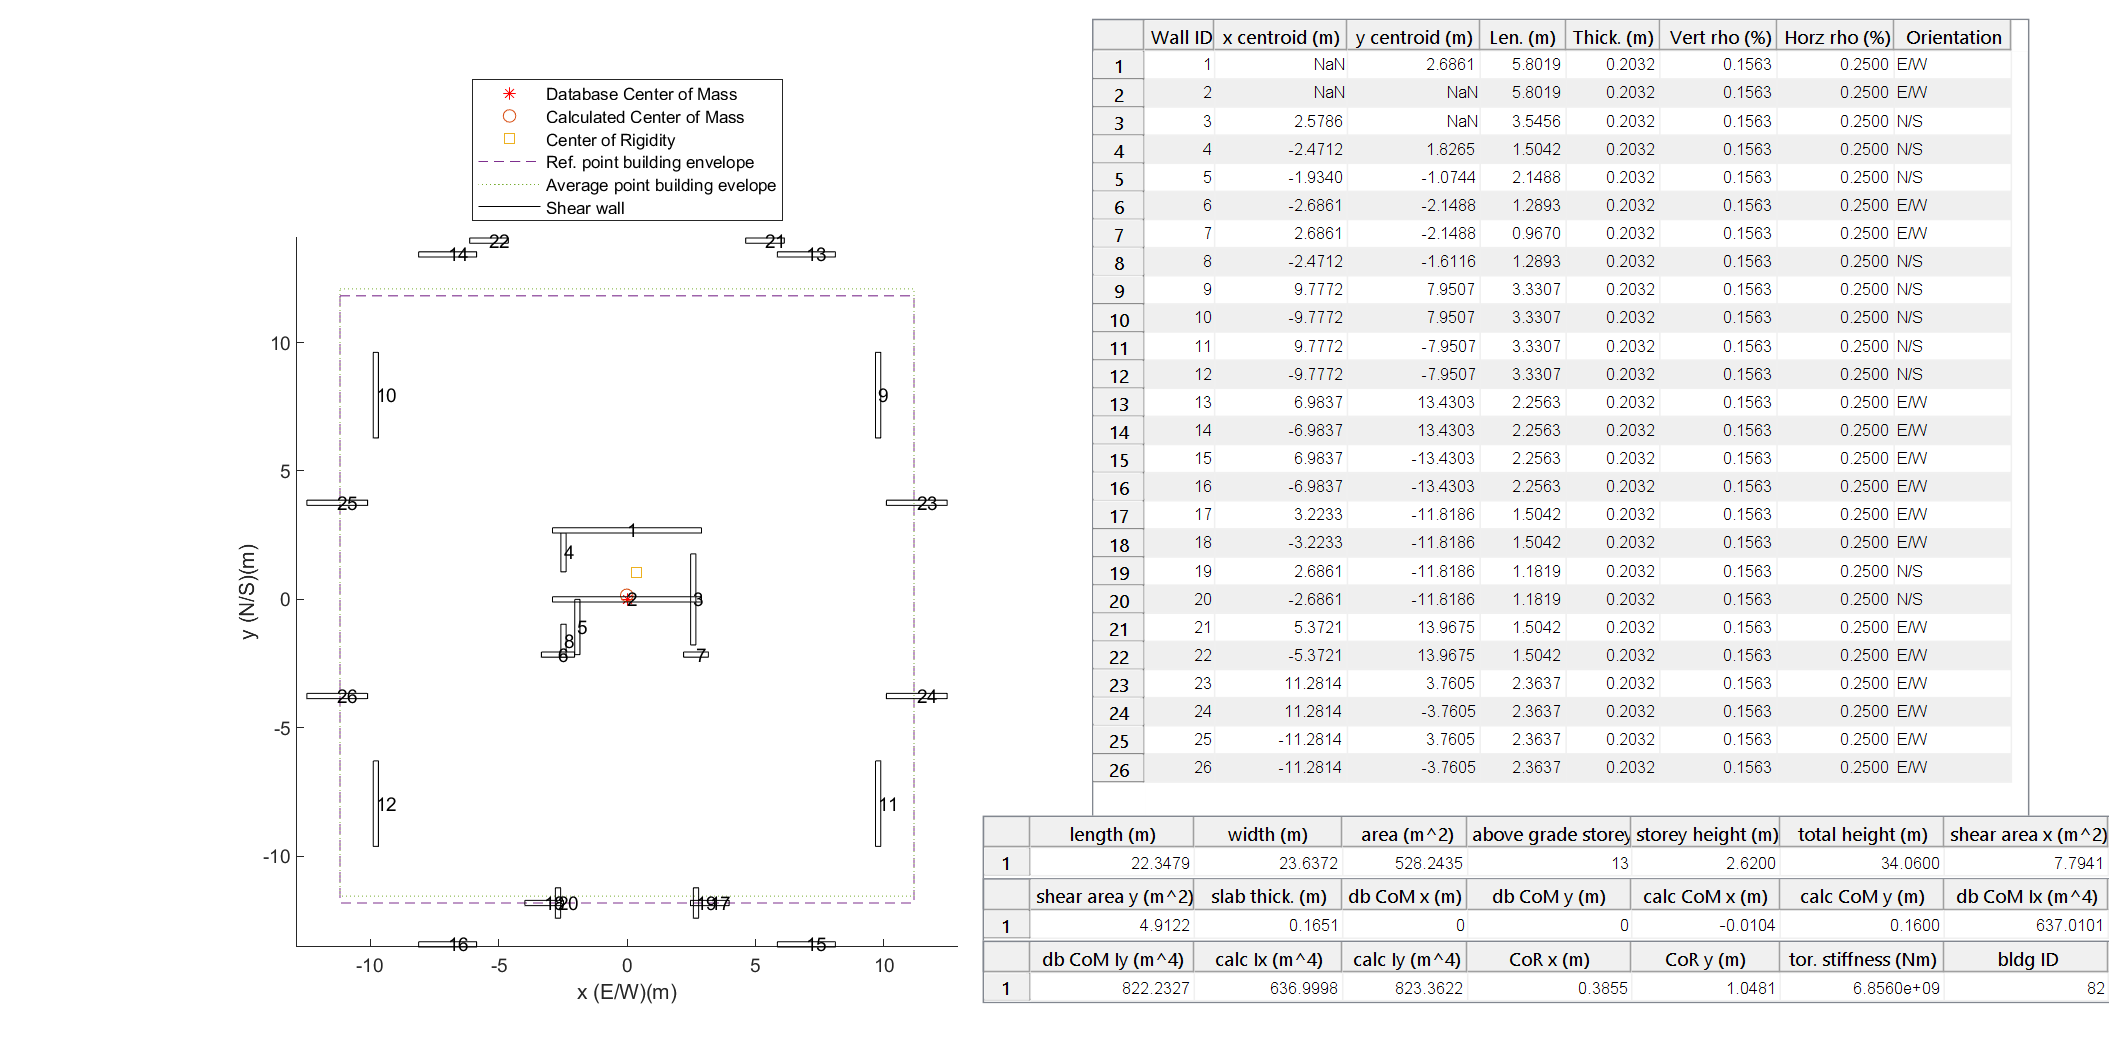 Database Center of Mass
Calculated Center of Mass
Center of Rigidity
Ref. point building envelope
Average point building evelope
Shear wall
22
21
14
13
10
10
9
5
25
23
1
4
y (N/S)(m)
0
2
3
5
8
6
7
26
24
-5
12
11
-10
18
20
19
17
16
15
-10
-5
0
5
10
x (E/W)(m)
Wall ID x centroid (m) y centroid (m) Len. (m) Thick. (m) Vert rho (%) Horz rho (%) Orientation
1 1 NaN 2.6861 5.8019 0.2032 0.1563 0.2500 E/W
2 2 NaN NaN 5.8019 0.2032 0.1563 0.2500 E/W
3 3 2.5786 NaN 3.5456 0.2032 0.1563 0.2500 N/S
4 4 -2.4712 1.8265 1.5042 0.2032 0.1563 0.2500 N/S
5 5 -1.9340 -1.0744 2.1488 0.2032 0.1563 0.2500 N/S
6 6 -2.6861 -2.1488 1.2893 0.2032 0.1563 0.2500 E/W
7 7 2.6861 -2.1488 0.9670 0.2032 0.1563 0.2500 E/W
8 8 -2.4712 -1.6116 1.2893 0.2032 0.1563 0.2500 N/S
9 9 9.7772 7.9507 3.3307 0.2032 0.1563 0.2500 N/S
10 10 -9.7772 7.9507 3.3307 0.2032 0.1563 0.2500 N/S
11 11 9.7772 -7.9507 3.3307 0.2032 0.1563 0.2500 N/S
12 12 -9.7772 -7.9507 3.3307 0.2032 0.1563 0.2500 N/S
13 13 6.9837 13.4303 2.2563 0.2032 0.1563 0.2500 E/W
14 14 -6.9837 13.4303 2.2563 0.2032 0.1563 0.2500 E/W
15 15 6.9837 -13.4303 2.2563 0.2032 0.1563 0.2500 E/W
16 16 -6.9837 -13.4303 2.2563 0.2032 0.1563 0.2500 E/W
17 17 3.2233 -11.8186 1.5042 0.2032 0.1563 0.2500 E/W
18 18 -3.2233 -11.8186 1.5042 0.2032 0.1563 0.2500 E/W
19 19 2.6861 -11.8186 1.1819 0.2032 0.1563 0.2500 N/S
20 20 -2.6861 -11.8186 1.1819 0.2032 0.1563 0.2500 N/S
21 21 5.3721 13.9675 1.5042 0.2032 0.1563 0.2500 E/W
22 22 -5.3721 13.9675 1.5042 0.2032 0.1563 0.2500 E/W
23 23 11.2814 3.7605 2.3637 0.2032 0.1563 0.2500 E/W
24 24 11.2814 -3.7605 2.3637 0.2032 0.1563 0.2500 E/W
25 25 -11.2814 3.7605 2.3637 0.2032 0.1563 0.2500 E/W
26 26 -11.2814 -3.7605 2.3637 0.2032 0.1563 0.2500 E/W
length (m) width (m) area (m^2) above grade storey storey height (m) total height (m) shear area x (m^2)
1 22.3479 23.6372 528.2435 13 2.6200 34.0600 7.7941
shear area y (m^2) slab thick. (m) db CoM x (m) db CoM y (m) calc CoM x (m) calc CoM y (m) db CoM Ix (m^4)
1 4.9122 0.1651 0 0 -0.0104 0.1600 637.0101
db CoM Iy (m^4) calc Ix (m^4) calc Iy (m^4) CoR x (m) CoR y (m) tor. stiffness (Nm) bldg ID
1 822.2327 636.9998 823.3622 0.3855 1.0481 6.8560e+09 82